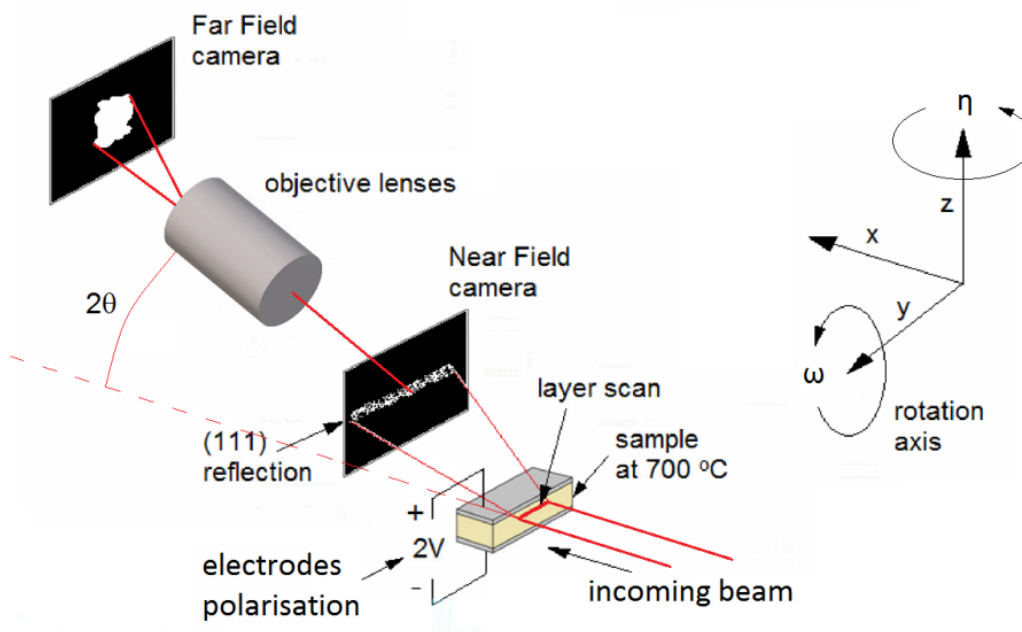 Far Field
camera
objective lenses
η
z
x
y
ω
rotation
axis
Near Field
camera
2θ
layer scan
(111)
reflection
sample
at 700 ºC
+
2V
-
electrodes
polarisation
incoming beam